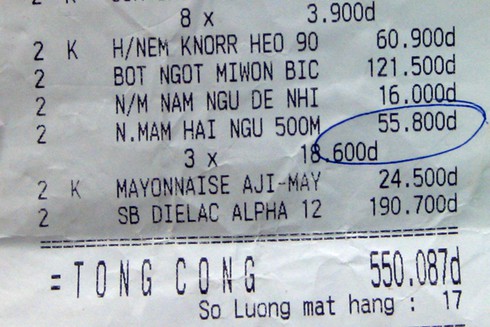 8 x 3.900d
2 K H/NEM KNORR HEO 90 60.900d
2 BOT NGOT MIWON BIC 121.500d
2 N/M NAM NGU DE NHI 16.000d
2 N.MAM HAI NGU 500M 55.800d
3 x 18.600d
2 K MAYONNAISE AJI-MAY 24.500d
2 SB DIELAC ALPHA 12 190.700d
= TONG CONG 550.087d
So Luong mat hang : 17